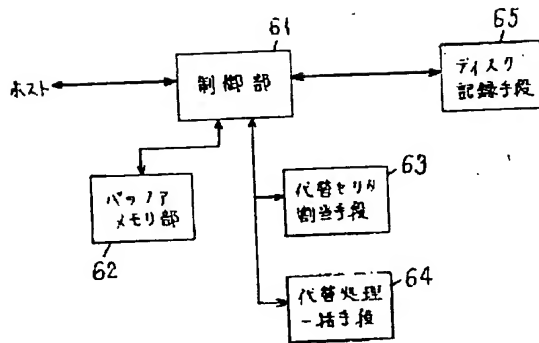 61
制御部
ホスト
65
ディスク
記録手段
バッファ
メモリ部
62
63
代替セクタ
割当手段
64
代替処理
一括手段